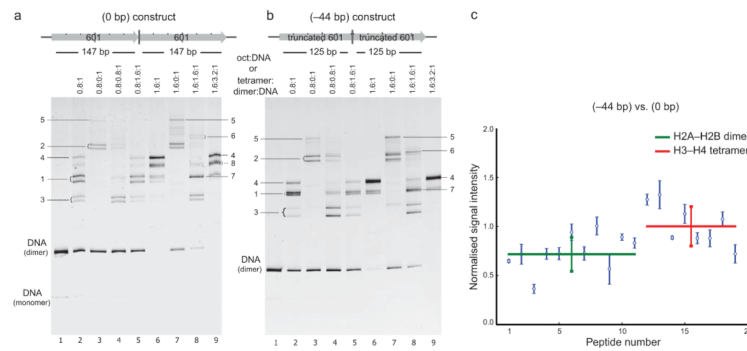 a
(0 bp) construct
601
601
147 bp
147 bp
0.8:1
0.8:0:1
0.8:0.8:1
0.8:1.6:1
1.6:1
1.6:0:1
1.6:1.6:1
1.6:3.2:1
oct:DNA
or
tetramer:
dimer:DNA
5
2
4
1
3
DNA
(dimer)
DNA
(monomer)
5
6
4
8
7
1 2 3 4 5 6 7 8 9
b
(–44 bp) construct
truncated 601
truncated 601
125 bp
125 bp
0.8:1
0.8:0:1
0.8:0.8:1
0.8:1.6:1
1.6:1
1.6:0:1
1.6:1.6:1
1.6:3.2:1
5
2
4
1
3
DNA
(dimer)
5
6
4
7
1 2 3 4 5 6 7 8 9
c
(–44 bp) vs. (0 bp)
H2A–H2B dime
H3–H4 tetramer
Normalised signal intensity
2.0
1.5
1.0
0.5
0.0
1 5 10 15
Peptide number